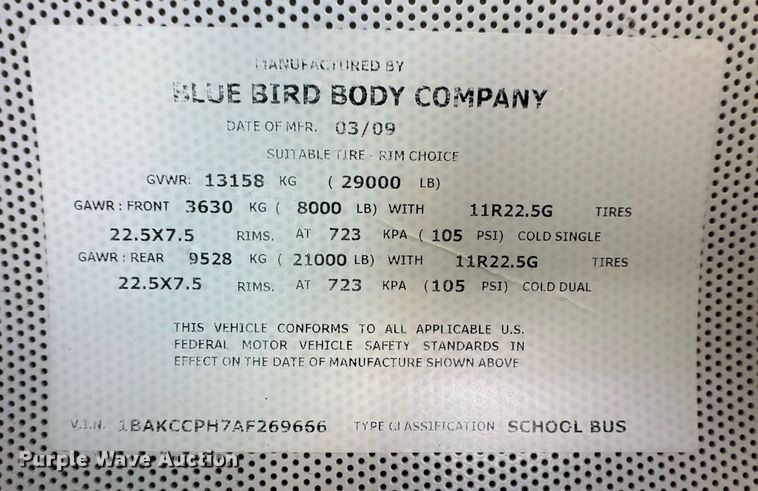 MANUFACTURED BY
BLUE BIRD BODY COMPANY
DATE OF MFR. 03/09
SUITABLE TIRE - RIM CHOICE
GVWR: 13158 KG ( 29000 LB)
GAWR : FRONT 3630 KG ( 8000 LB) WITH 11R22.5G TIRES
22.5X7.5 RIMS. AT 723 KPA ( 105 PSI) COLD SINGLE
GAWR : REAR 9528 KG ( 21000 LB) WITH 11R22.5G TIRES
22.5X7.5 RIMS. AT 723 KPA ( 105 PSI) COLD DUAL
THIS VEHICLE CONFORMS TO ALL APPLICABLE U.S.
FEDERAL MOTOR VEHICLE SAFETY STANDARDS IN
EFFECT ON THE DATE OF MANUFACTURE SHOWN ABOVE
V.I.N. 1BAKCCPH7AF269666 TYPE CLASSIFICATION SCHOOL BUS
Purple Wave Auction